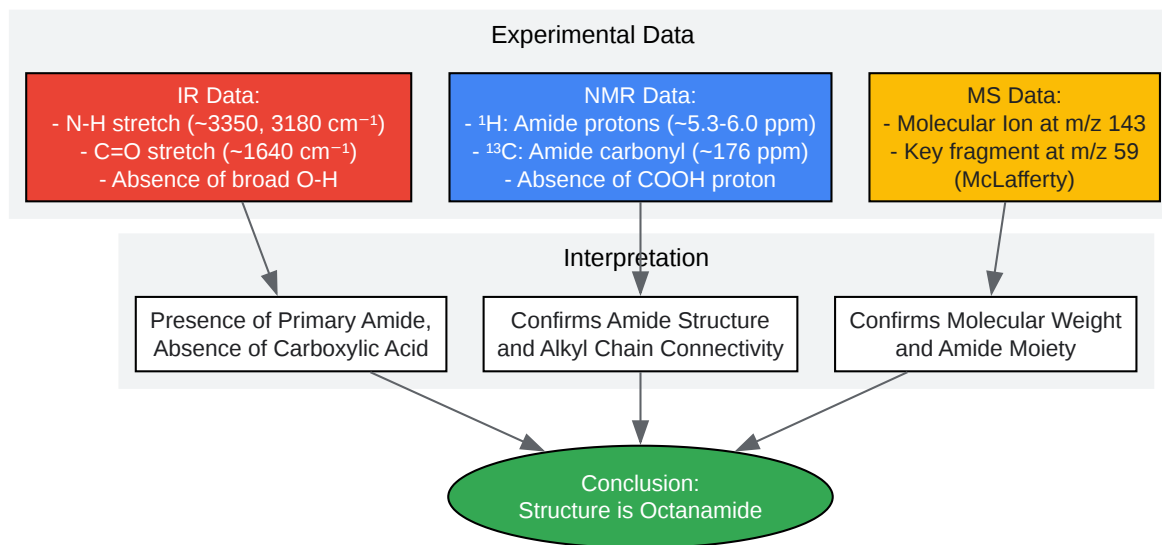 Experimental Data
IR Data:
- N-H stretch (~3350, 3180 cm⁻¹)
- C=O stretch (~1640 cm⁻¹)
- Absence of broad O-H
NMR Data:
- ¹H: Amide protons (~5.3-6.0 ppm)
- ¹³C: Amide carbonyl (~176 ppm)
- Absence of COOH proton
MS Data:
- Molecular Ion at m/z 143
- Key fragment at m/z 59
(McLafferty)
Interpretation
Presence of Primary Amide,
Absence of Carboxylic Acid
Confirms Amide Structure
and Alkyl Chain Connectivity
Confirms Molecular Weight
and Amide Moiety
Conclusion:
Structure is Octanamide